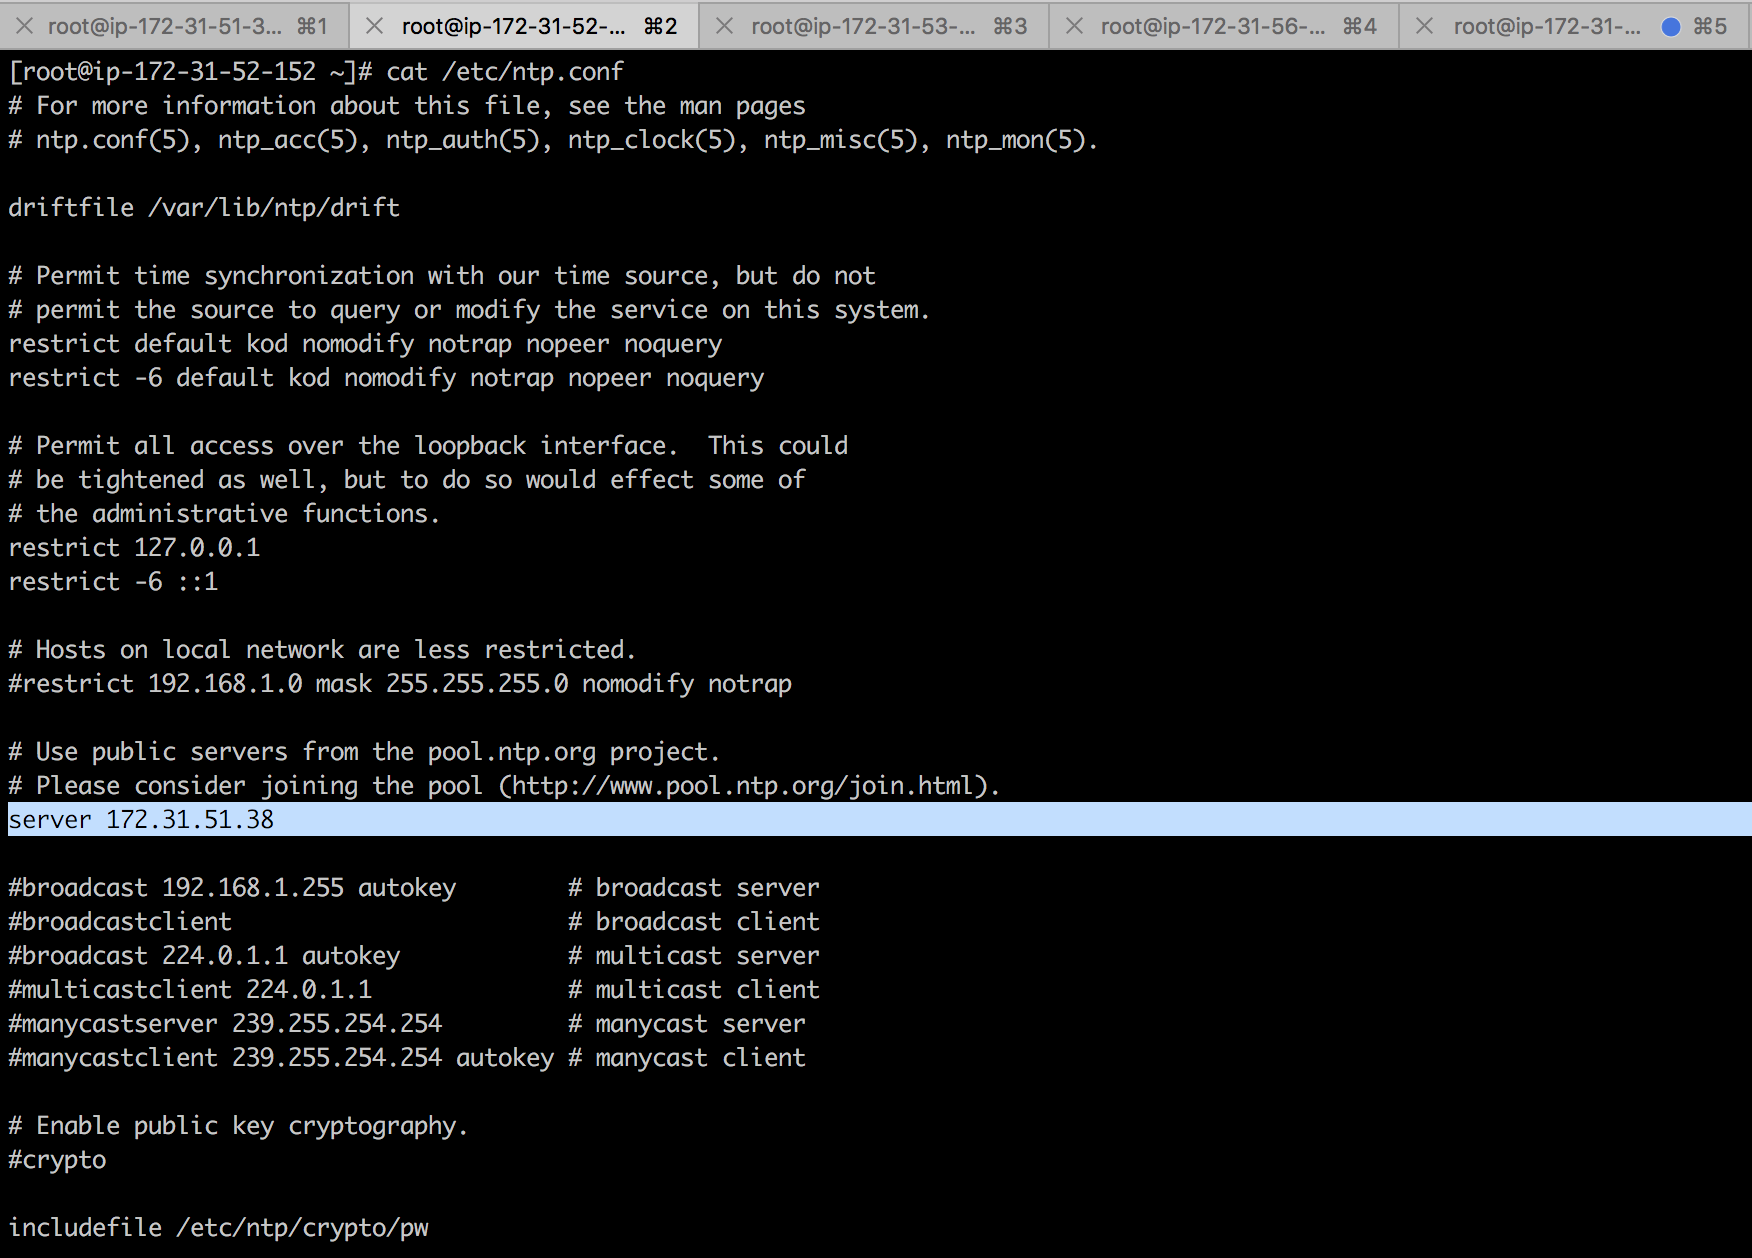 root@ip-172-31-51-3... ⌘1
root@ip-172-31-52-... ⌘2
root@ip-172-31-53-... ⌘3
root@ip-172-31-56-... ⌘4
root@ip-172-31-... ⌘5
[root@ip-172-31-52-152 ~]# cat /etc/ntp.conf
# For more information about this file, see the man pages
# ntp.conf(5), ntp_acc(5), ntp_auth(5), ntp_clock(5), ntp_misc(5), ntp_mon(5).
driftfile /var/lib/ntp/drift
# Permit time synchronization with our time source, but do not
# permit the source to query or modify the service on this system.
restrict default kod nomodify notrap nopeer noquery
restrict -6 default kod nomodify notrap nopeer noquery
# Permit all access over the loopback interface.  This could
# be tightened as well, but to do so would effect some of
# the administrative functions.
restrict 127.0.0.1
restrict -6 ::1
# Hosts on local network are less restricted.
#restrict 192.168.1.0 mask 255.255.255.0 nomodify notrap
# Use public servers from the pool.ntp.org project.
# Please consider joining the pool (http://www.pool.ntp.org/join.html).
server 172.31.51.38
#broadcast 192.168.1.255 autokey        # broadcast server
#broadcastclient                        # broadcast client
#broadcast 224.0.1.1 autokey            # multicast server
#multicastclient 224.0.1.1              # multicast client
#manycastserver 239.255.254.254         # manycast server
#manycastclient 239.255.254.254 autokey # manycast client
# Enable public key cryptography.
#crypto
includefile /etc/ntp/crypto/pw